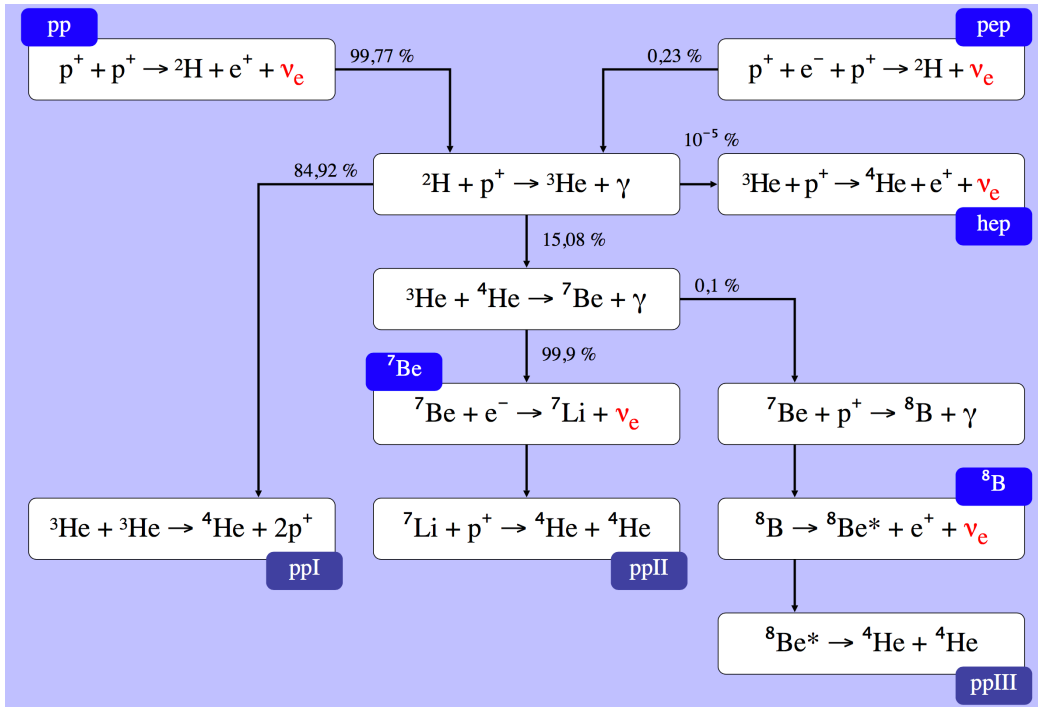 pp
p⁺ + p⁺ → ²H + e⁺ + νₑ
99,77 %
pep
0,23 %
p⁺ + e⁻ + p⁺ → ²H + νₑ
84,92 %
²H + p⁺ → ³He + γ
10⁻⁵ %
³He + p⁺ → ⁴He + e⁺ + νₑ
hep
15,08 %
³He + ⁴He → ⁷Be + γ
0,1 %
99,9 %
⁷Be
⁷Be + e⁻ → ⁷Li + νₑ
⁷Be + p⁺ → ⁸B + γ
³He + ³He → ⁴He + 2p⁺
ppI
⁷Li + p⁺ → ⁴He + ⁴He
ppII
⁸B
⁸B → ⁸Be* + e⁺ + νₑ
⁸Be* → ⁴He + ⁴He
ppIII